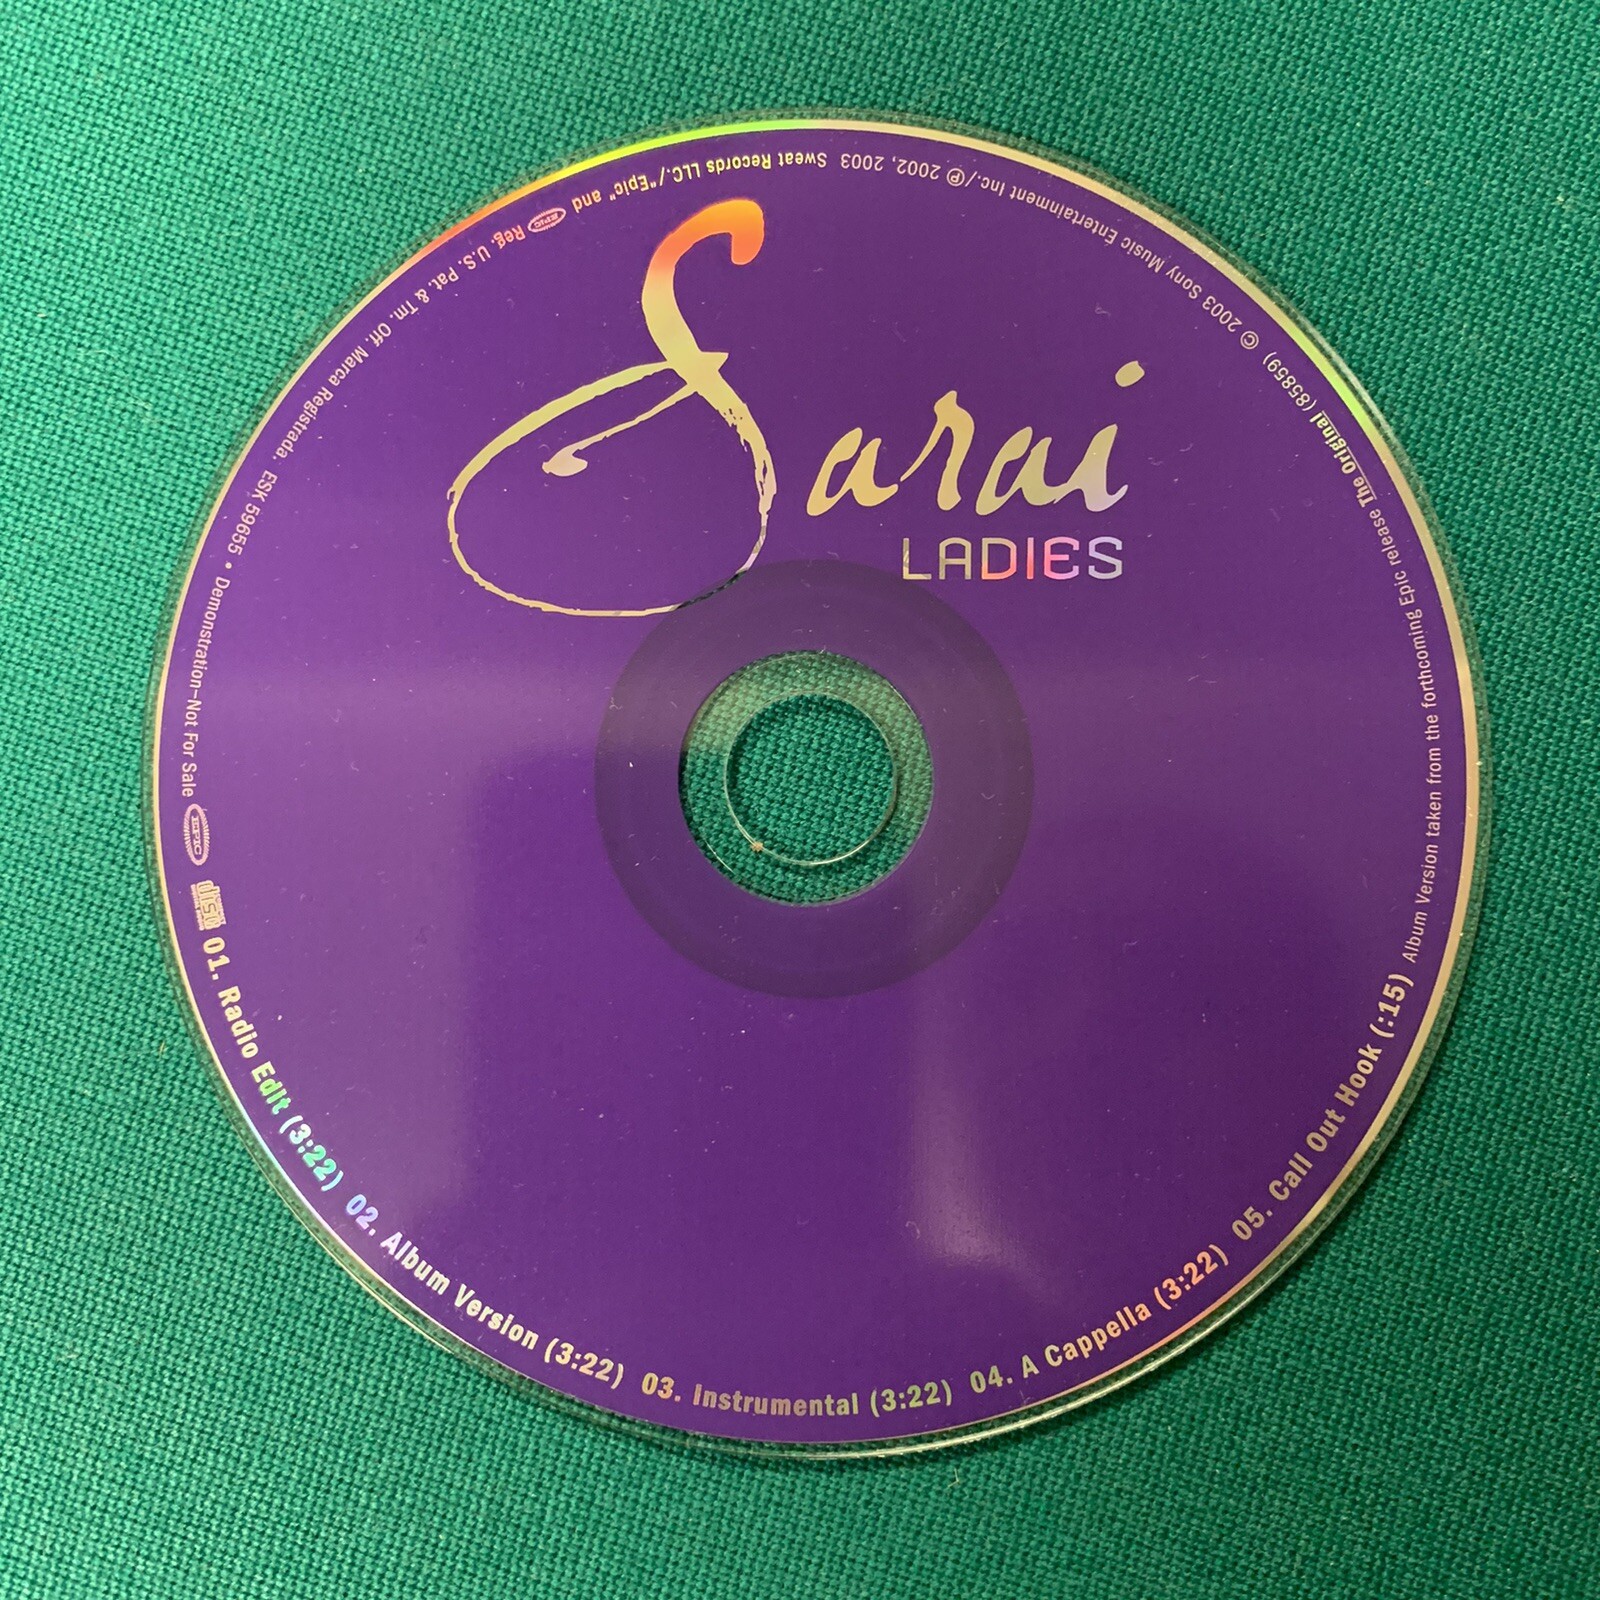 Sarai
LADIES
01. Radio Edit (3:22) 02. Album Version (3:22) 03. Instrumental (3:22) 04. A Cappella (3:22) 05. Call Out Hook (:15)
Album Version taken from the forthcoming Epic release The Original (85859) © 2003 Sony Music Entertainment Inc./℗ 2002, 2003 Sweat Records LLC./"Epic" and EPIC Reg. U.S. Pat. & Tm. Off. Marca Registrada. ESK 59655 • Demonstration–Not For Sale
EPIC
disc